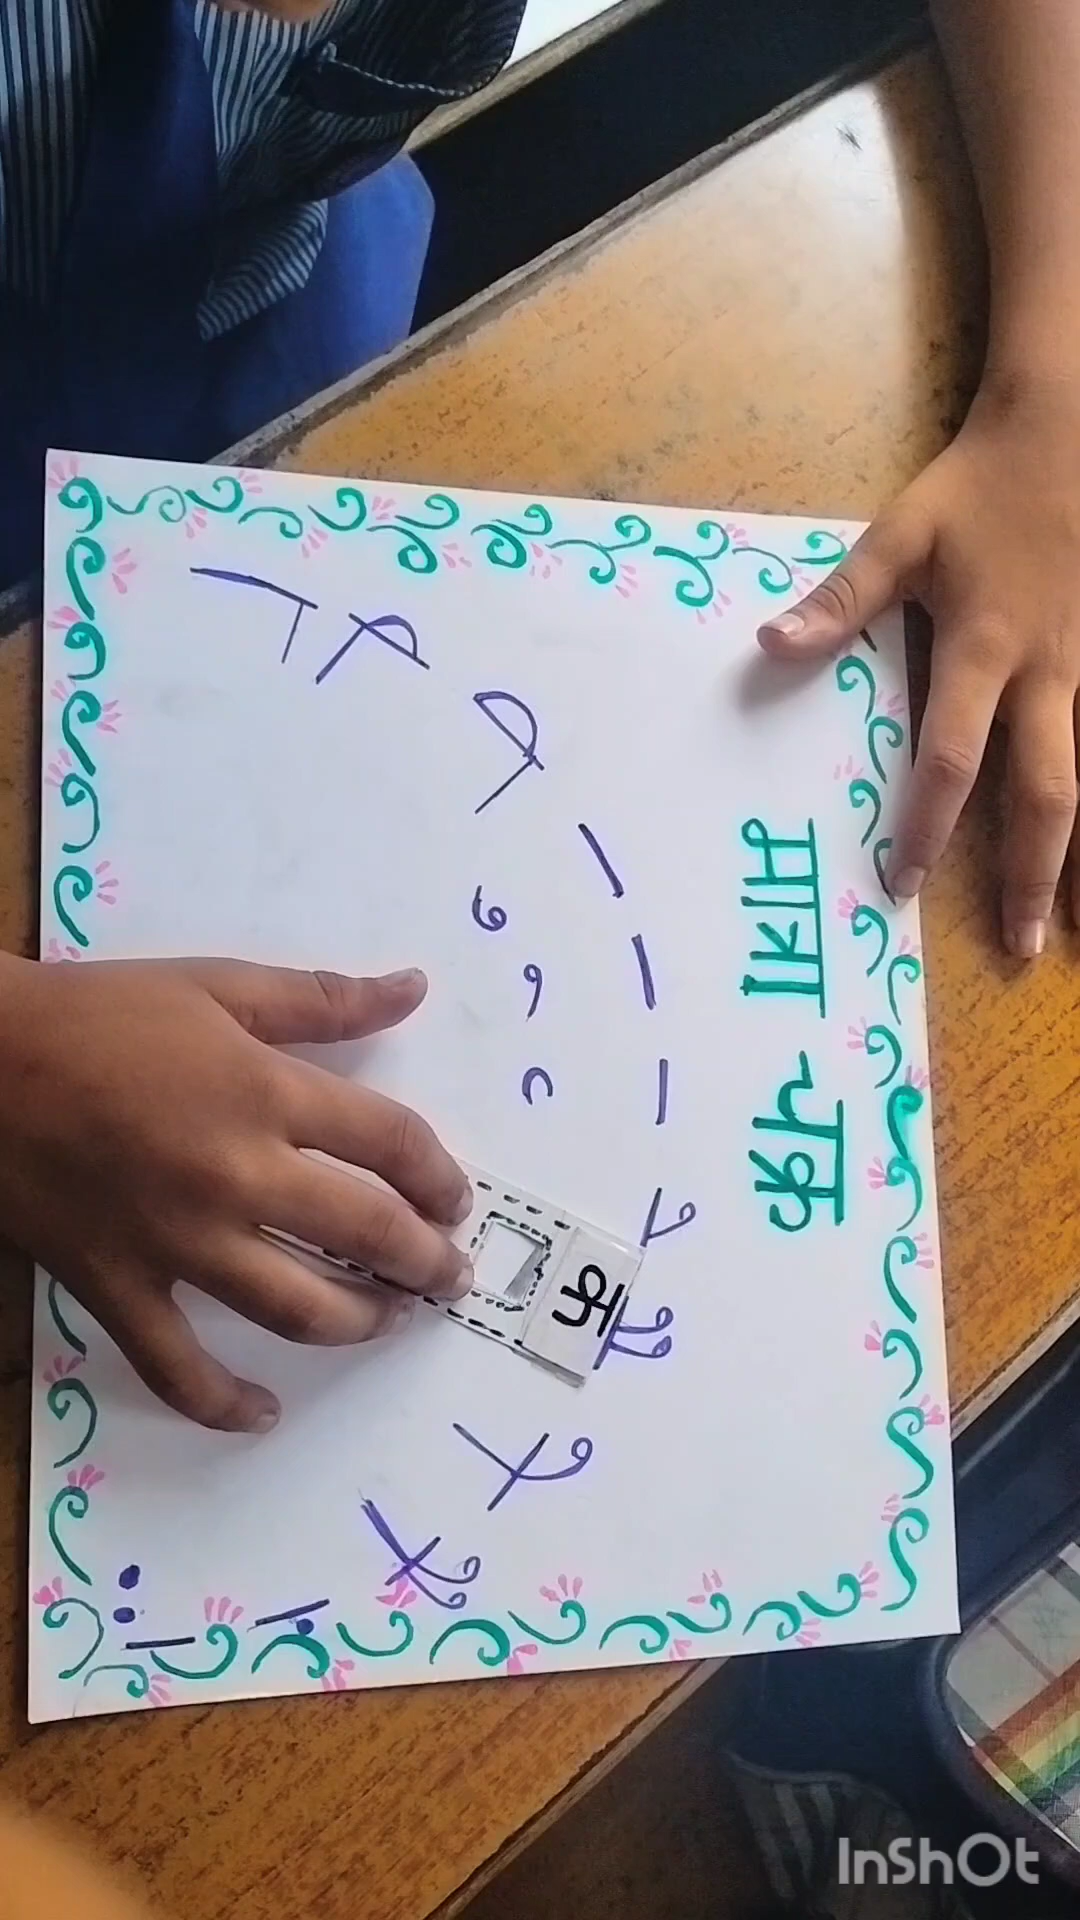 मात्रा चक्र
ा ि ी ु ू ृ े ै ो ौ ं ः
क
InShOt